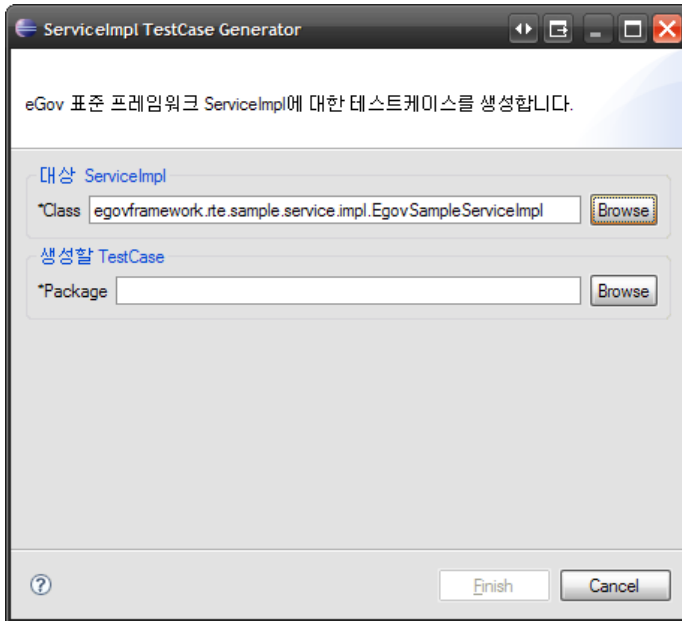 ServiceImpl TestCase Generator
eGov 표준 프레임워크 ServiceImpl에 대한 테스트케이스를 생성합니다.
대상 ServiceImpl
*Class egovframework.rte.sample.service.impl.EgovSampleServiceImpl Browse
생성할 TestCase
*Package Browse
? Finish Cancel